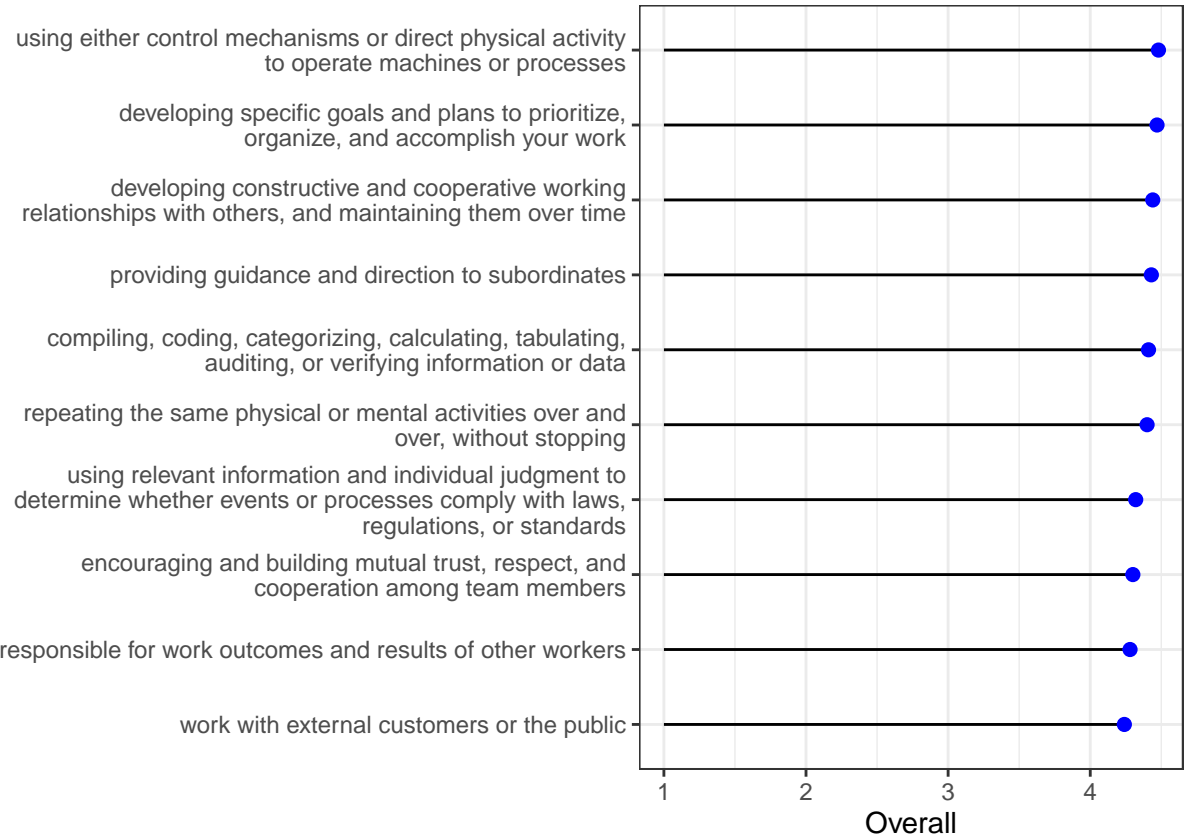 using either control mechanisms or direct physical activity
to operate machines or processes
developing specific goals and plans to prioritize,
organize, and accomplish your work
developing constructive and cooperative working
relationships with others, and maintaining them over time
providing guidance and direction to subordinates
compiling, coding, categorizing, calculating, tabulating,
auditing, or verifying information or data
repeating the same physical or mental activities over and
over, without stopping
using relevant information and individual judgment to
determine whether events or processes comply with laws,
regulations, or standards
encouraging and building mutual trust, respect, and
cooperation among team members
responsible for work outcomes and results of other workers
work with external customers or the public
1 2 3 4
Overall